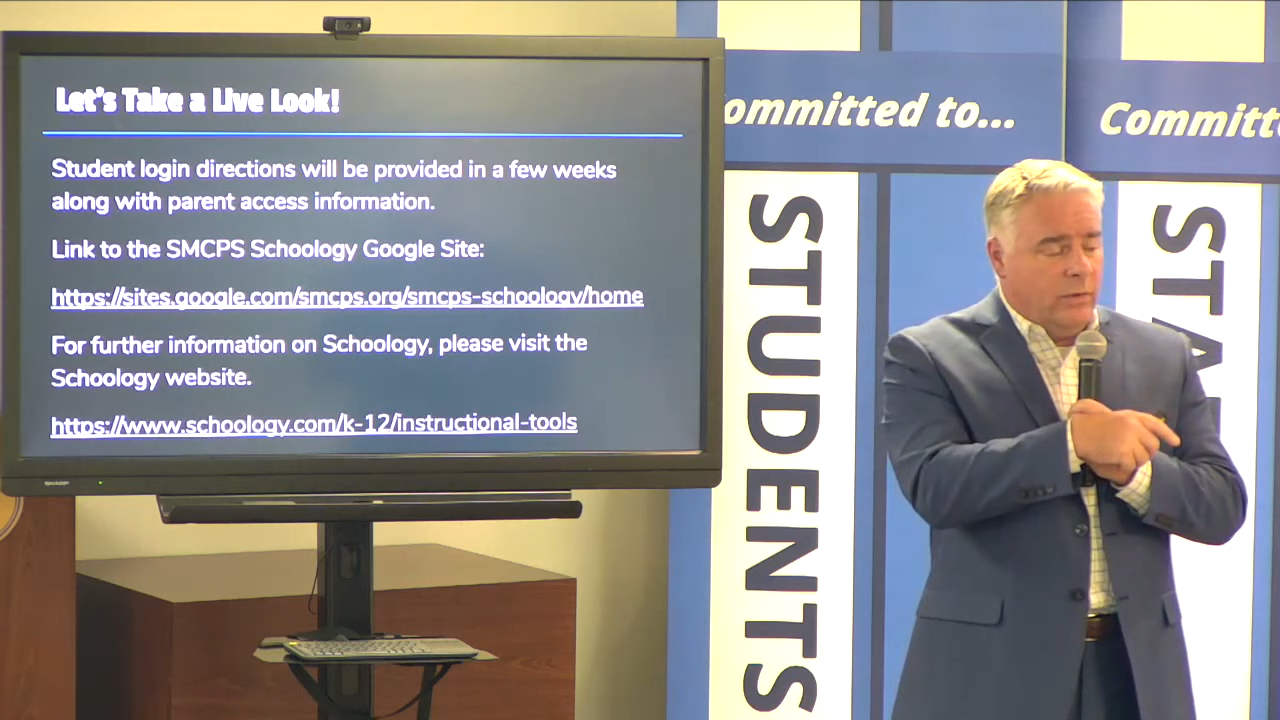 Let's Take a Live Look!
Student login directions will be provided in a few weeks
along with parent access information.
Link to the SMCPS Schoology Google Site:
https://sites.google.com/smcps.org/smcps-schoology/home
For further information on Schoology, please visit the
Schoology website.
https://www.schoology.com/k-12/instructional-tools
SHARP
ommitted to...
STUDENTS
Committ
STA